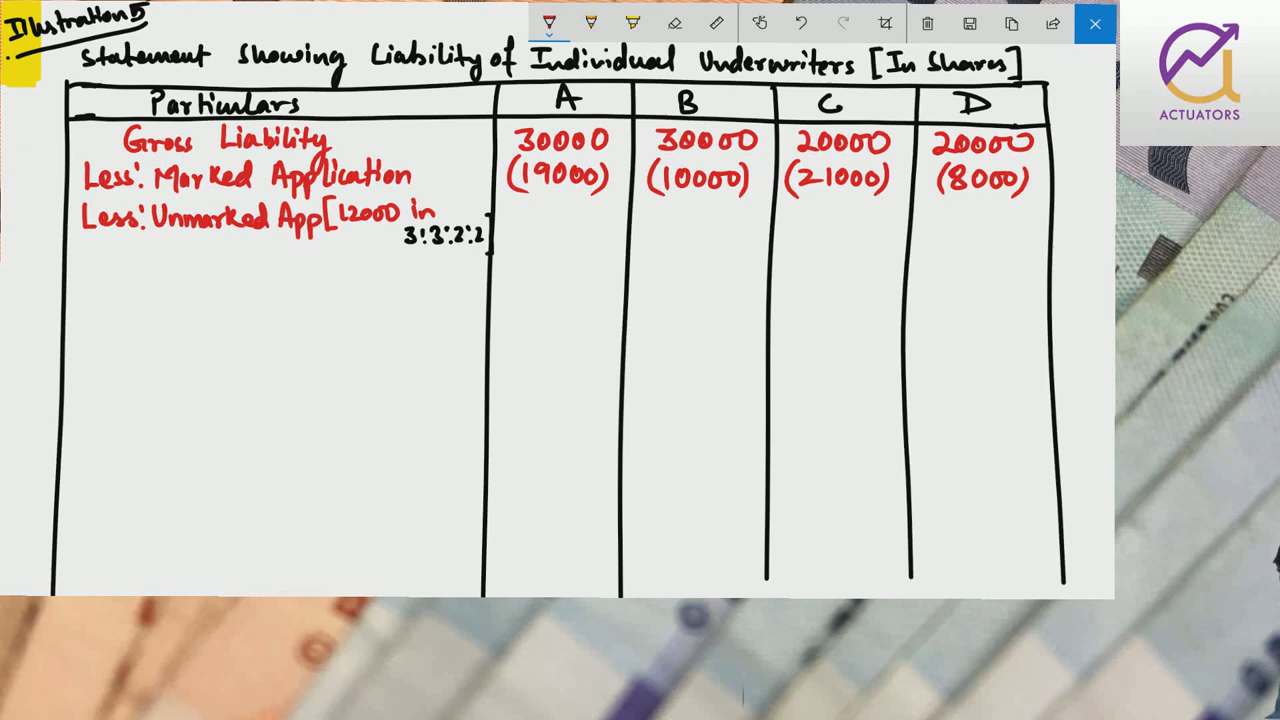 Illustration 5
Statement Showing Liability of Individual Underwriters [In Shares]
Particulars A B C D
Gross Liability 30000 30000 20000 20000
Less: Marked Application (19000) (10000) (21000) (8000)
Less: Unmarked App [12000 in
3:3:2:2]
ACTUATORS